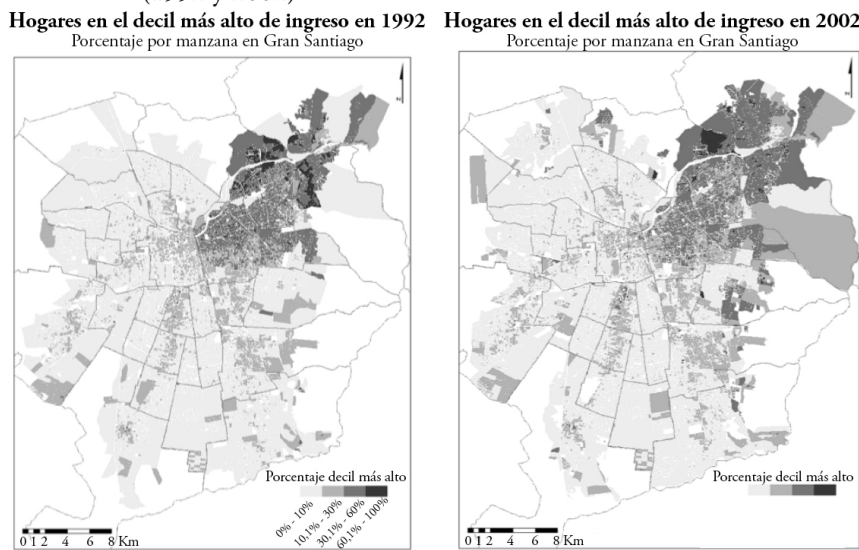 Hogares en el decil más alto de ingreso en 1992
Porcentaje por manzana en Gran Santiago
N
Porcentaje decil más alto
0% - 10%
10,1% - 30%
30,1% - 60%
60,1% - 100%
0 1 2 4 6 8 Km
Hogares en el decil más alto de ingreso en 2002
Porcentaje por manzana en Gran Santiago
N
Porcentaje decil más alto
0 1 2 4 6 8 Km